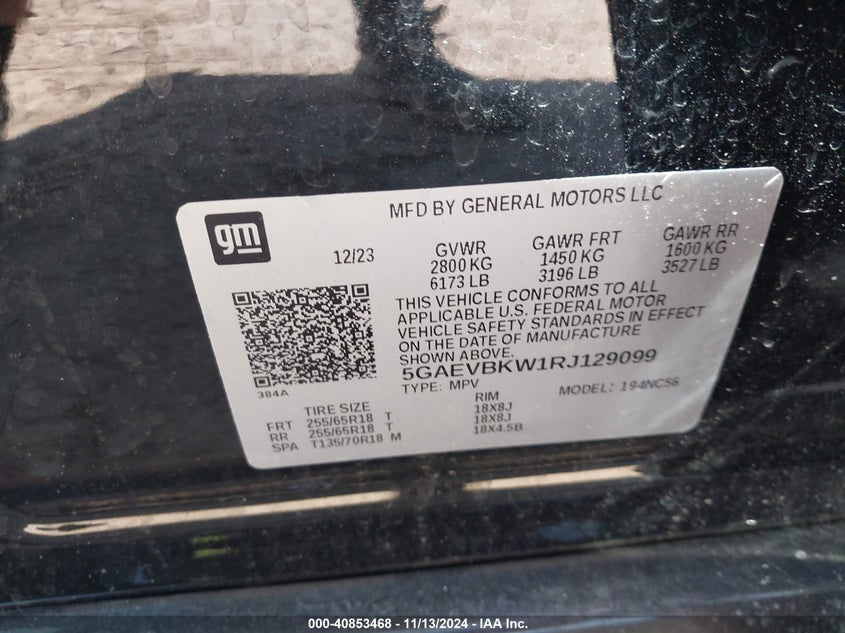 MFD BY GENERAL MOTORS LLC
gm
12/23
GVWR
2800 KG
6173 LB
GAWR FRT
1450 KG
3196 LB
GAWR RR
1600 KG
3527 LB
THIS VEHICLE CONFORMS TO ALL
APPLICABLE U.S. FEDERAL MOTOR
VEHICLE SAFETY STANDARDS IN EFFECT
ON THE DATE OF MANUFACTURE
SHOWN ABOVE.
5GAEVBKW1RJ129099
TYPE: MPV MODEL: 194NC56
384A
TIRE SIZE RIM
FRT 255/65R18 T 18X8J
RR 255/65R18 T 18X8J
SPA T135/70R18 M 18X4.5B
000-40853468 - 11/13/2024 - IAA Inc.